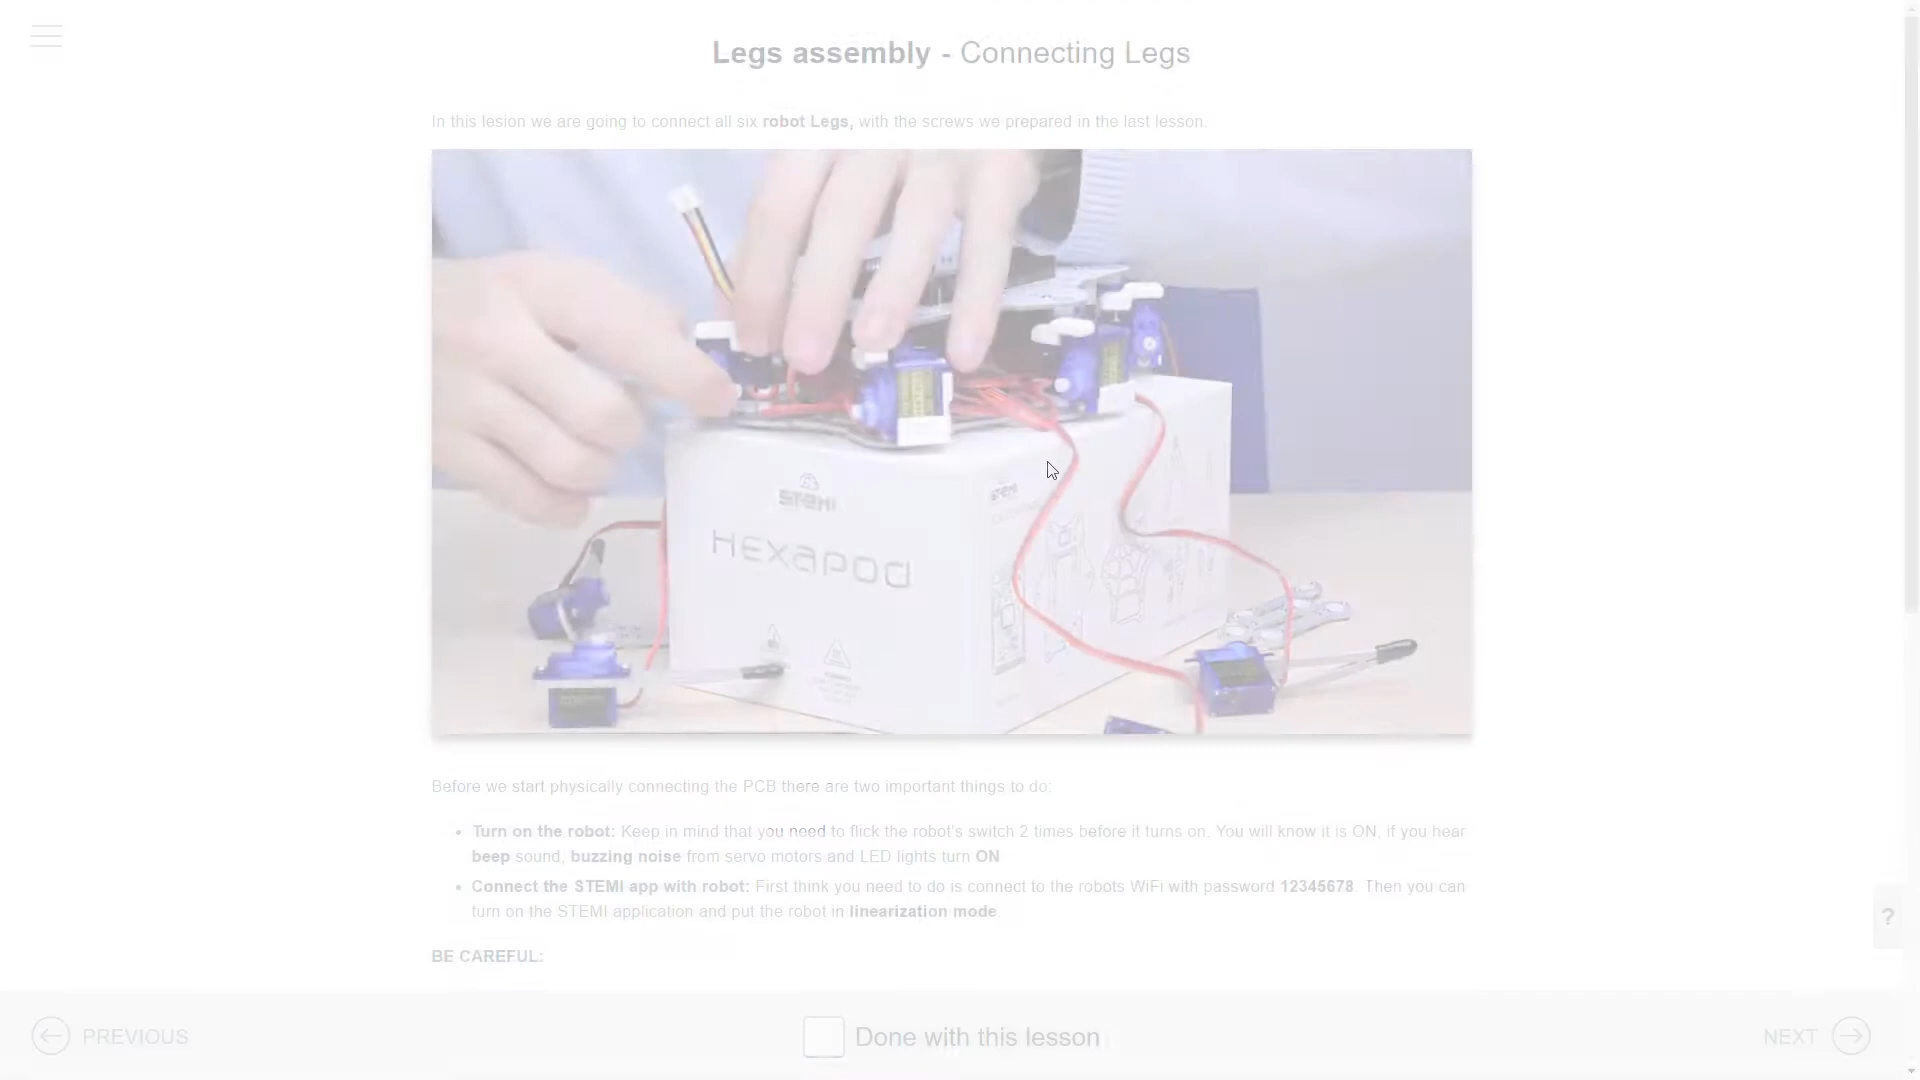 Legs assembly - Connecting Legs
In this lesion we are going to connect all six robot Legs, with the screws we prepared in the last lesson.
STEMI
HEXAPOD
Before we start physically connecting the PCB there are two important things to do:
• Turn on the robot: Keep in mind that you need to flick the robot's switch 2 times before it turns on. You will know it is ON, if you hear
beep sound, buzzing noise from servo motors and LED lights turn ON
• Connect the STEMI app with robot: First think you need to do is connect to the robots WiFi with password 12345678. Then you can
turn on the STEMI application and put the robot in linearization mode.
?
BE CAREFUL:
PREVIOUS
Done with this lesson
NEXT